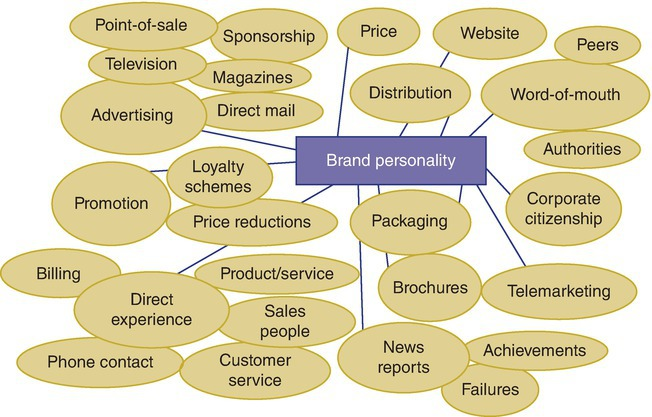 Point-of-sale
Sponsorship
Price
Website
Peers
Television
Magazines
Distribution
Word-of-mouth
Advertising
Direct mail
Authorities
Brand personality
Loyalty
schemes
Promotion
Price reductions
Packaging
Corporate
citizenship
Billing
Product/service
Brochures
Telemarketing
Direct
experience
Sales
people
Phone contact
Customer
service
News
reports
Achievements
Failures